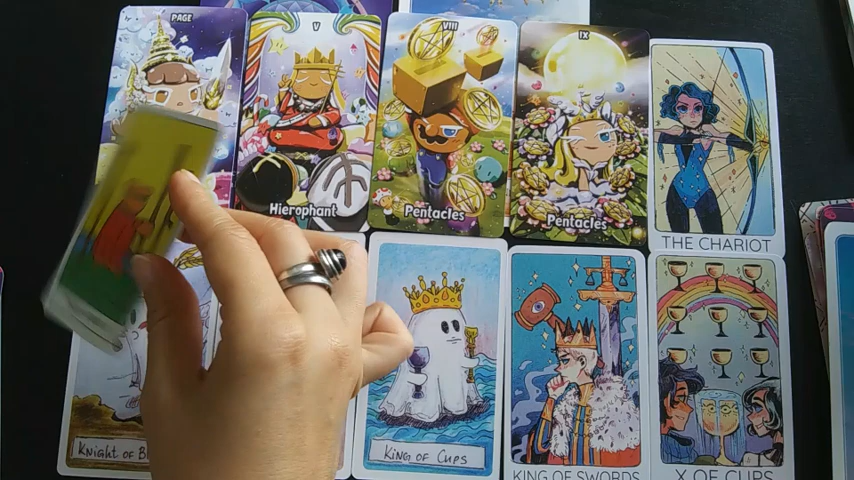 PAGE
V
Hierophant
VIII
Pentacles
IX
Pentacles
THE CHARIOT
Knight of B
KING OF CUPS
KING OF SWORDS
X OF CUPS